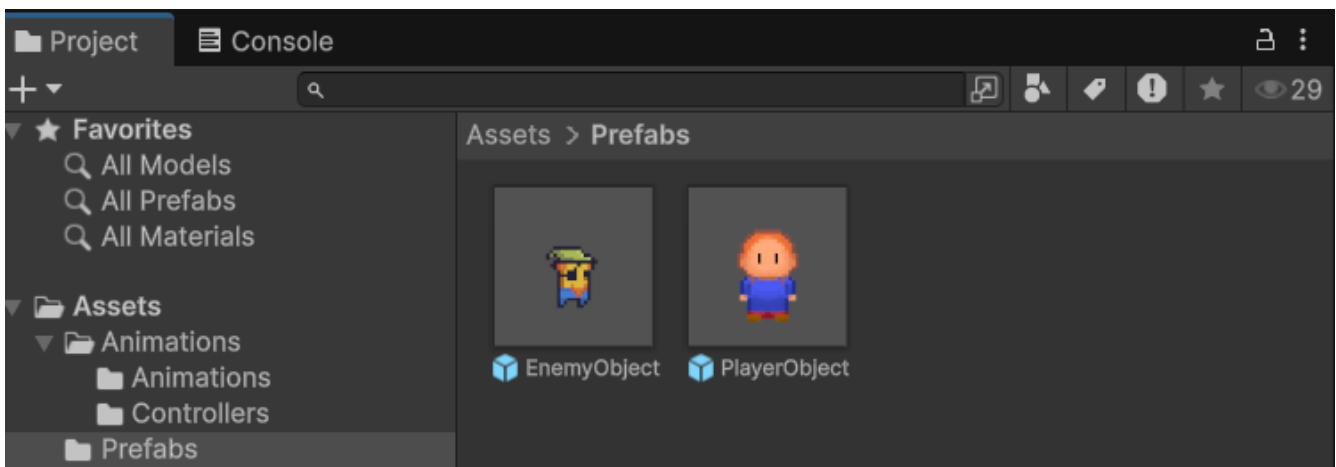 Project
Console
29
Favorites
All Models
All Prefabs
All Materials
Assets
Animations
Animations
Controllers
Prefabs
Assets > Prefabs
EnemyObject
PlayerObject